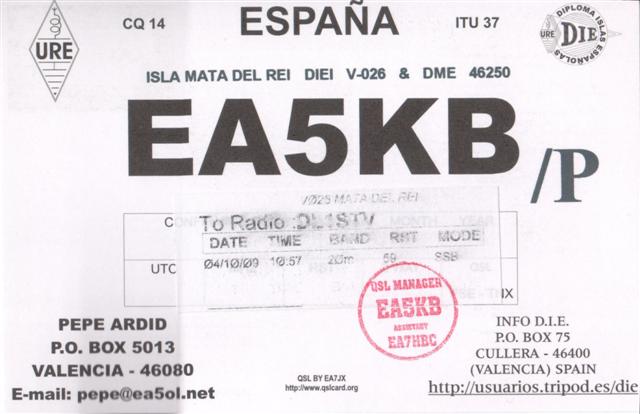 URE
CQ 14
ESPAÑA
ITU 37
DIPLOMA ISLAS ESPAÑOLAS
URE DIE
ISLA MATA DEL REI DIEI V-026 & DME 46250
EA5KB /P
MATA DEL REI
To Radio :DL1STV
MONTH YEAR
DATE TIME BAND RST MODE
UTC 04/10/09 10:57 20m 59 SSB
QSL MANAGER
EA5KB
ASSISTANT
EA7HBC
PEPE ARDID
P.O. BOX 5013
VALENCIA - 46080
E-mail: pepe@ea5ol.net
QSL BY EA7JX
http://www.qslcard.org
INFO D.I.E.
P.O. BOX 75
CULLERA - 46400
(VALENCIA) SPAIN
http://usuarios.tripod.es/die